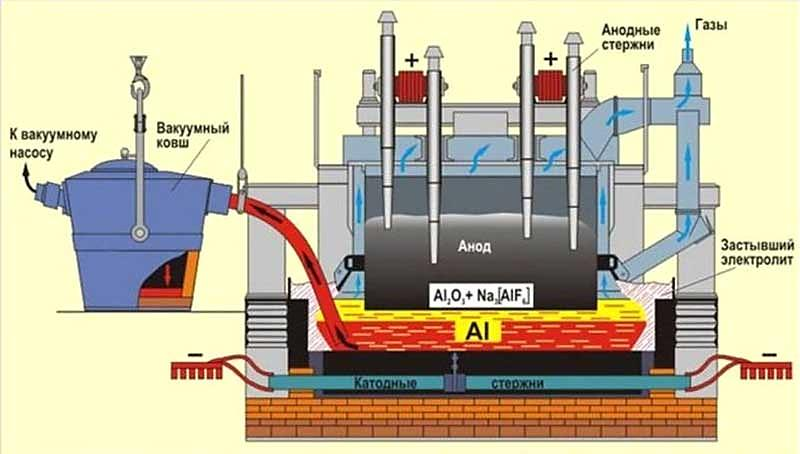 Анодные
стержни
Газы
+
+
К вакуумному
насосу
Вакуумный
ковш
Анод
Застывший
электролит
Al₂O₃+ Na₃[AlF₆]
Al
–
–
Катодные стержни